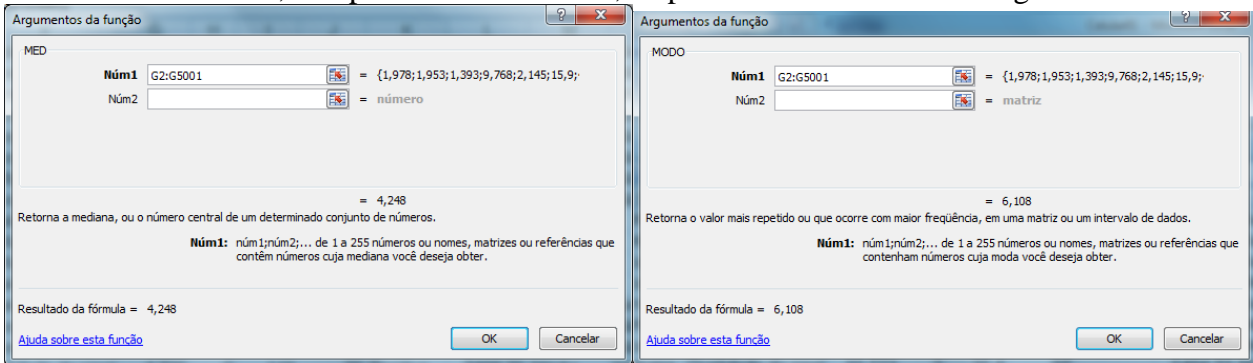 Argumentos da função
MED
Núm1 G2:G5001 = {1,978;1,953;1,393;9,768;2,145;15,9;
Núm2 = número
= 4,248
Retorna a mediana, ou o número central de um determinado conjunto de números.
Núm1: núm1;núm2;... de 1 a 255 números ou nomes, matrizes ou referências que
contêm números cuja mediana você deseja obter.
Resultado da fórmula = 4,248
Ajuda sobre esta função
OK Cancelar
Argumentos da função
MODO
Núm1 G2:G5001 = {1,978;1,953;1,393;9,768;2,145;15,9;
Núm2 = matriz
= 6,108
Retorna o valor mais repetido ou que ocorre com maior freqüência, em uma matriz ou um intervalo de dados.
Núm1: núm1;núm2;... de 1 a 255 números ou nomes, matrizes ou referências que
contenham números cuja moda você deseja obter.
Resultado da fórmula = 6,108
Ajuda sobre esta função
OK Cancelar